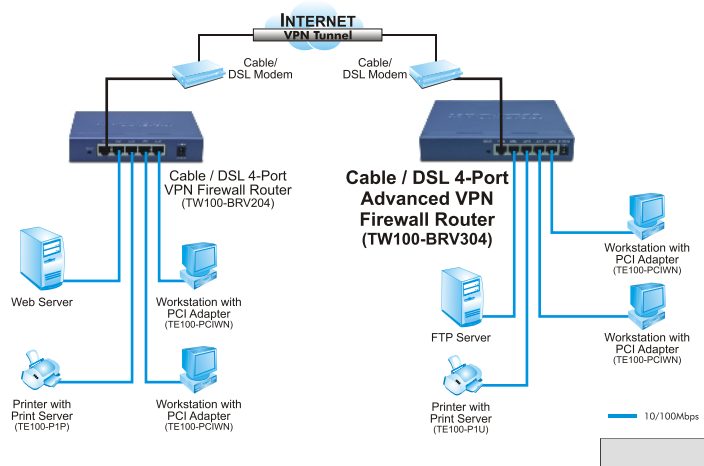 INTERNET
VPN Tunnel
Cable/
DSL Modem
Cable/
DSL Modem
Cable / DSL 4-Port
VPN Firewall Router
(TW100-BRV204)
Cable / DSL 4-Port
Advanced VPN
Firewall Router
(TW100-BRV304)
Web Server
Workstation with
PCI Adapter
(TE100-PCIWN)
Printer with
Print Server
(TE100-P1P)
Workstation with
PCI Adapter
(TE100-PCIWN)
FTP Server
Printer with
Print Server
(TE100-P1U)
Workstation with
PCI Adapter
(TE100-PCIWN)
Workstation with
PCI Adapter
(TE100-PCIWN)
10/100Mbps